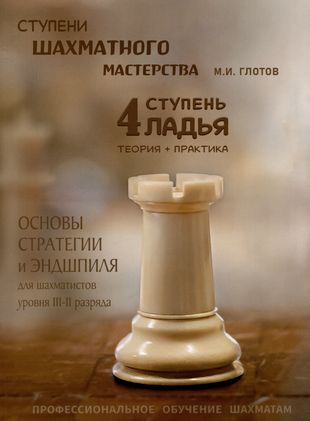 СТУПЕНИ
ШАХМАТНОГО
МАСТЕРСТВА М.И. ГЛОТОВ
4 СТУПЕНЬ
ЛАДЬЯ
ТЕОРИЯ + ПРАКТИКА
ОСНОВЫ
СТРАТЕГИИ
и ЭНДШПИЛЯ
для шахматистов
уровня III-II разряда
ПРОФЕССИОНАЛЬНОЕ ОБУЧЕНИЕ ШАХМАТАМ